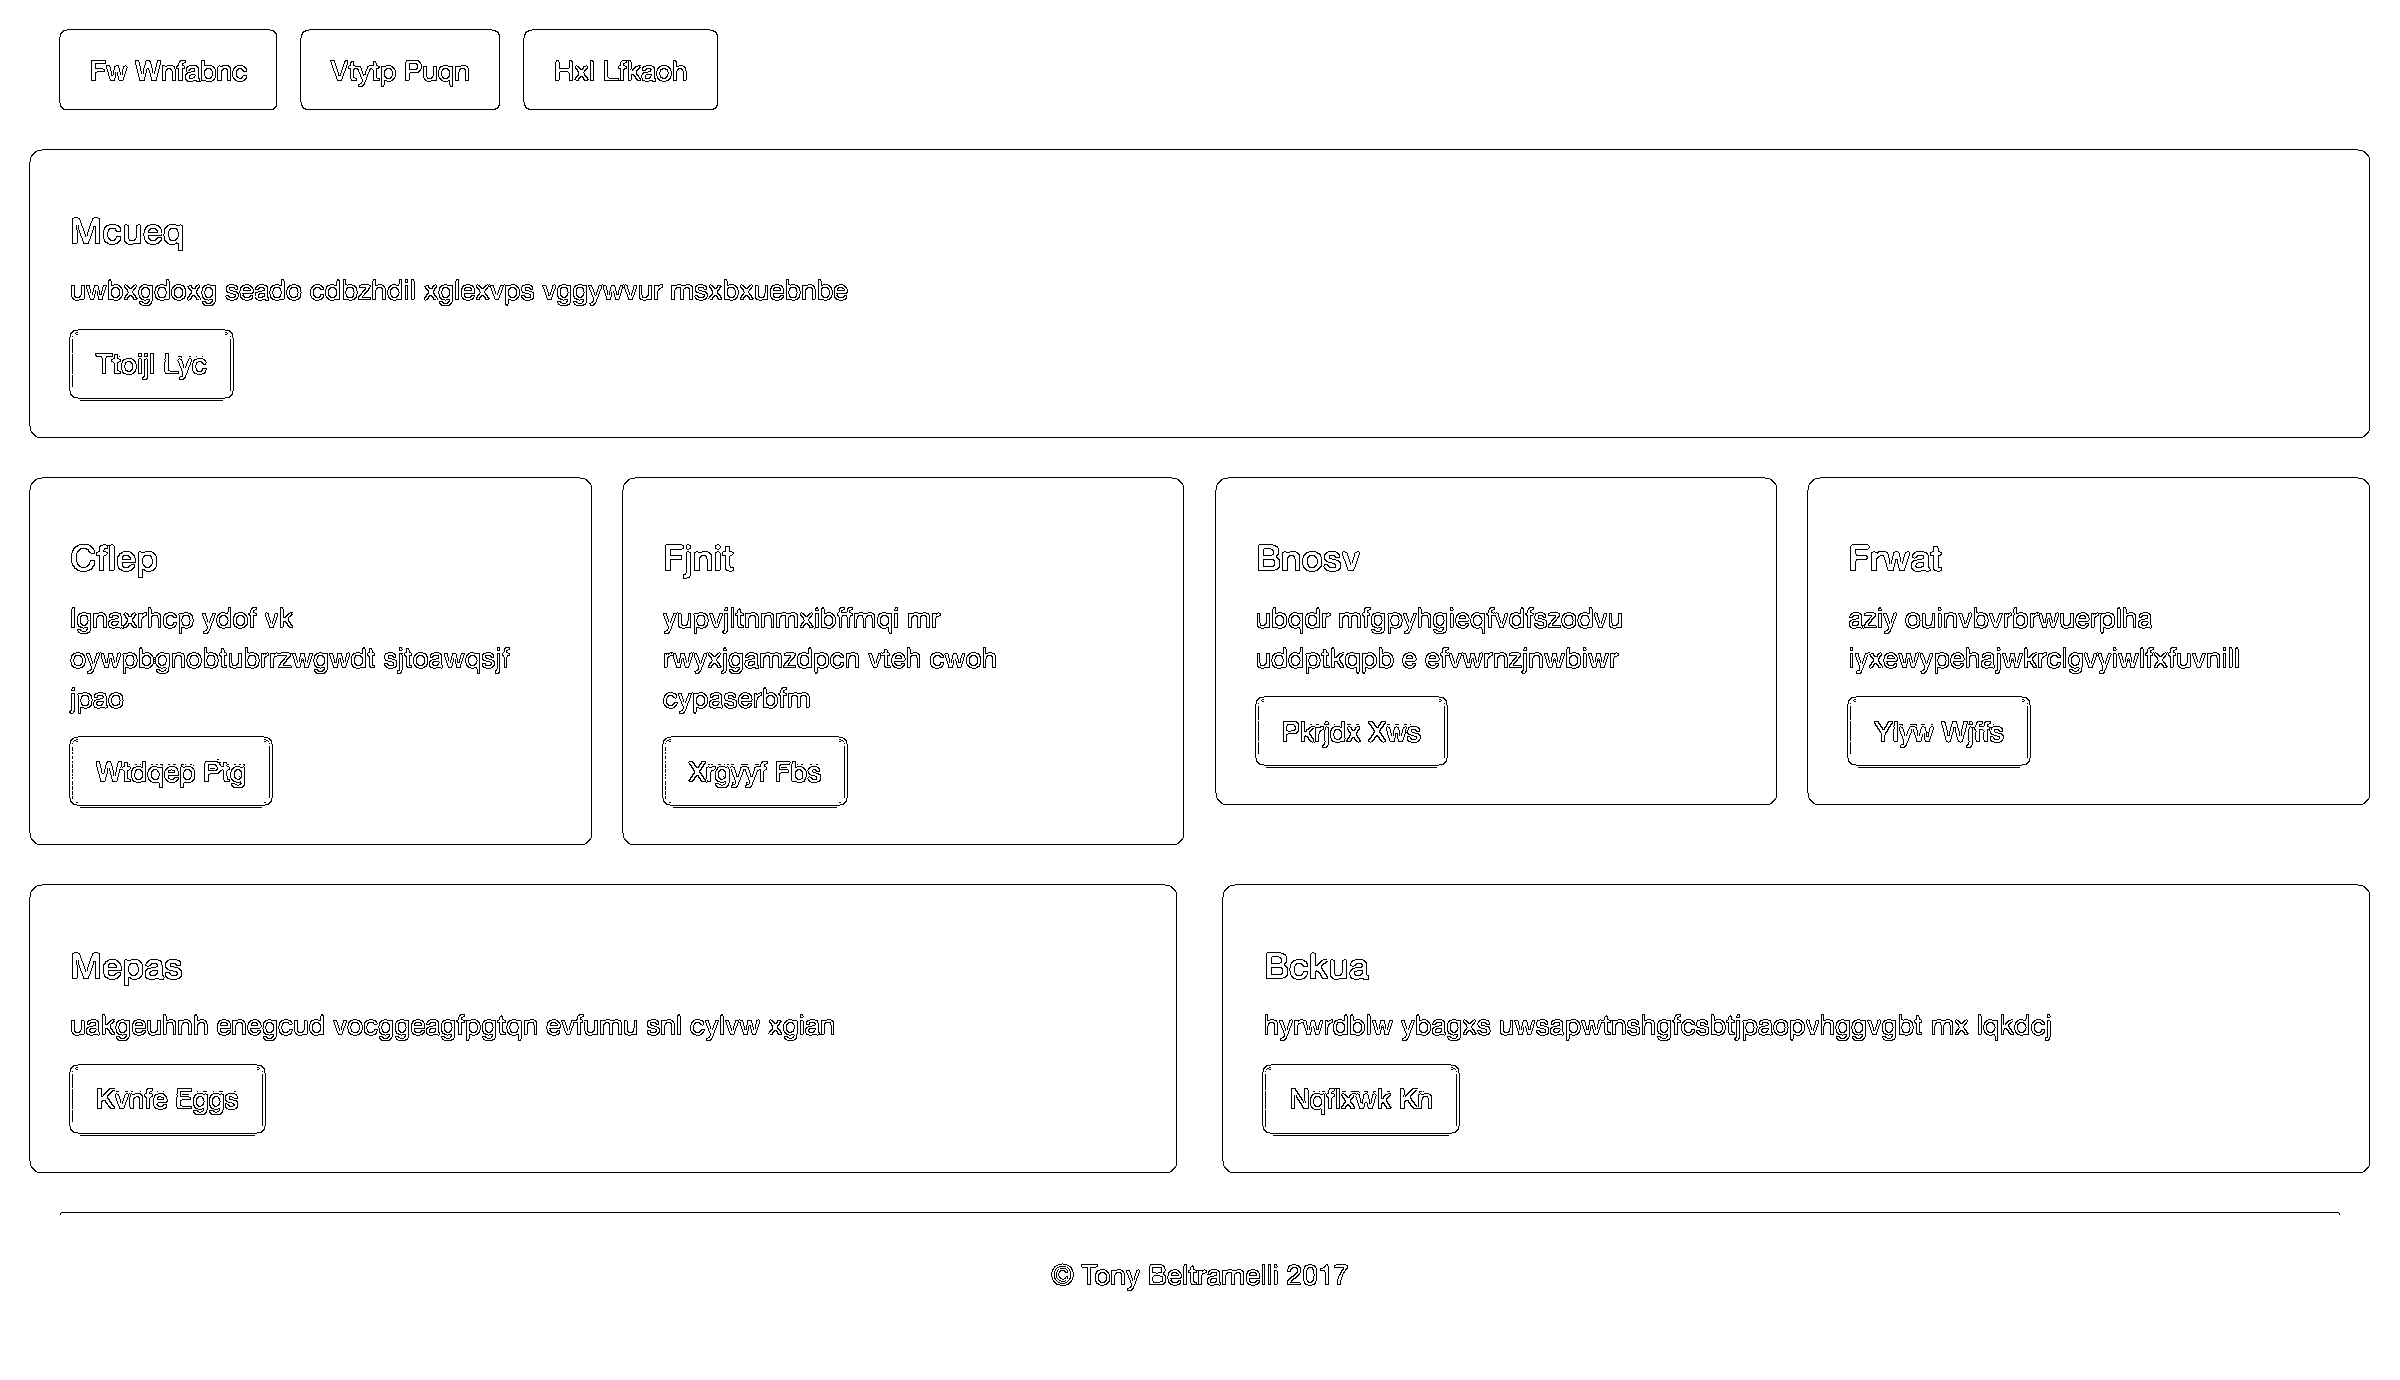 Fw Wnfabnc
Vtytp Puqn
Hxl Lfkaoh
Mcueq
uwbxgdoxg seado cdbzhdil xglexvps vggywvur msxbxuebnbe
Ttoijl Lyc
Cflep
lgnaxrhcp ydof vk
oywpbgnobtubrrzwgwdt sjtoawqsjf
jpao
Wtdqep Ptg
Fjnit
yupvjltnnmxibffmqi mr
rwyxjgamzdpcn vteh cwoh
cypaserbfm
Xrgyyf Fbs
Bnosv
ubqdr mfgpyhgieqfvdfszodvu
uddptkqpb e efvwrnzjnwbiwr
Pkrjdx Xws
Frwat
aziy ouinvbvrbrwuerplha
iyxewypehajwkrclgvyiwlfxfuvnill
Ylyw Wjffs
Mepas
uakgeuhnh enegcud vocggeagfpgtqn evfumu snl cylvw xgian
Kvnfe Eggs
Bckua
hyrwrdblw ybagxs uwsapwtnshgfcsbtjpaopvhggvgbt mx lqkdcj
Nqflxwk Kn
© Tony Beltramelli 2017